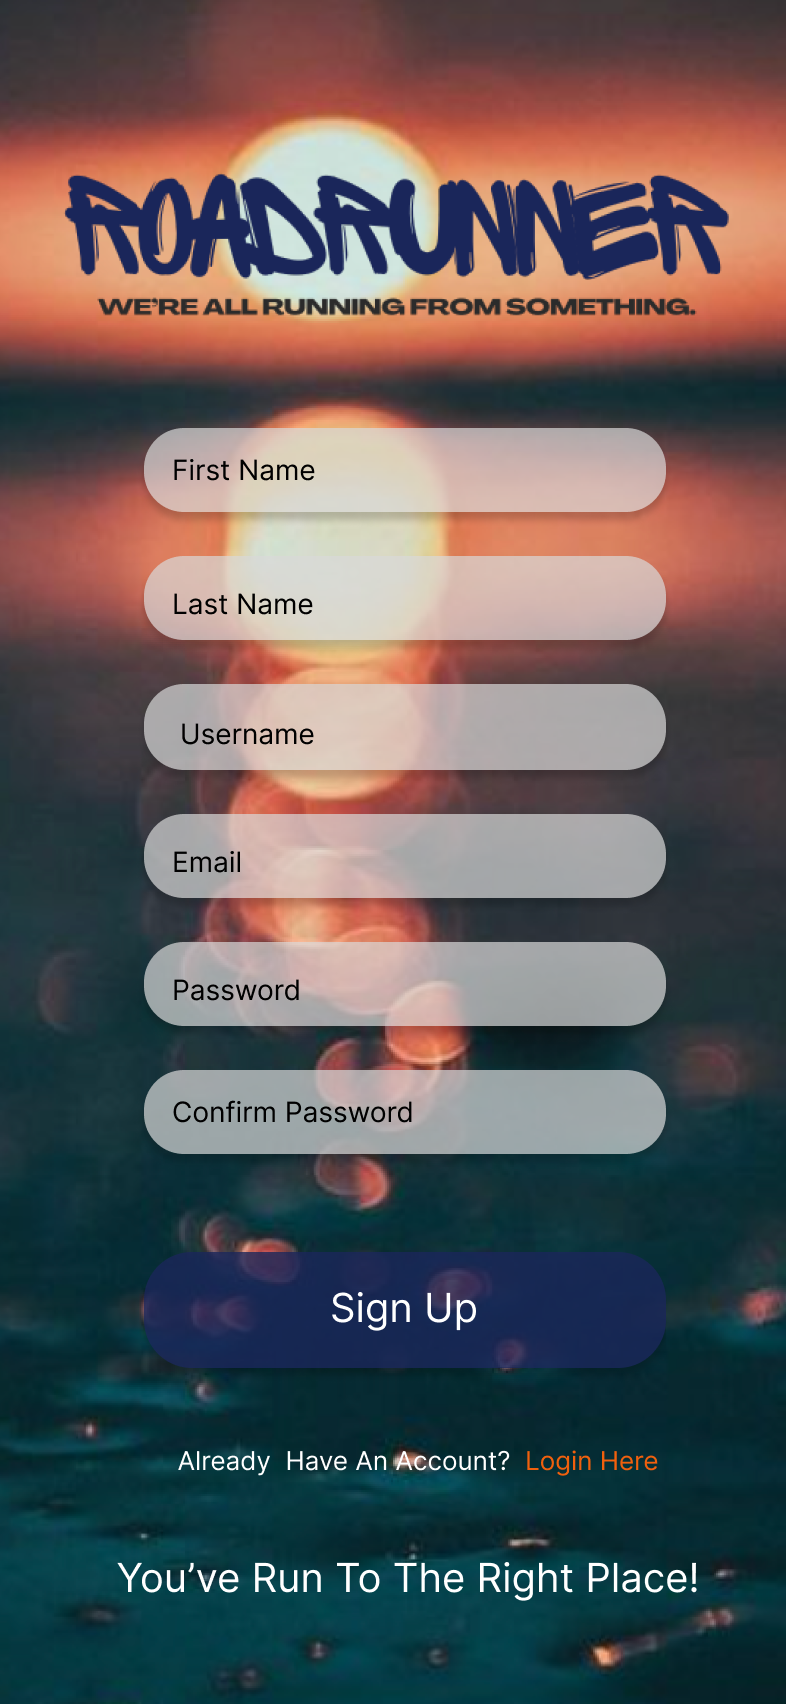 ROADRUNNER
WE'RE ALL RUNNING FROM SOMETHING.
First Name
Last Name
Username
Email
Password
Confirm Password
Sign Up
Already Have An Account? Login Here
You’ve Run To The Right Place!